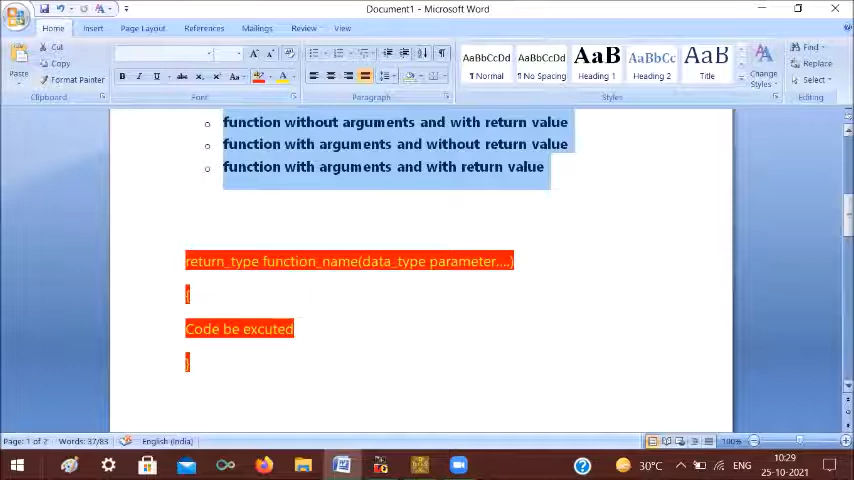 Document1 - Microsoft Word
Home Insert Page Layout References Mailings Review View
Paste
Cut
Copy
Format Painter
Clipboard
B I U abc X₂ X² Aa
Font
Paragraph
AaBbCcDd
¶ Normal
AaBbCcDd
¶ No Spacing
AaB
Heading 1
AaBbCc
Heading 2
AaB
Title
Change
Styles
Styles
Find
Replace
Select
Editing
function without arguments and with return value
function with arguments and without return value
function with arguments and with return value
return_type function_name(data_type parameter....)
{
Code be excuted
}
Page: 1 of 2 Words: 37/83 English (India) 100%
30°C ENG
10:29
25-10-2021